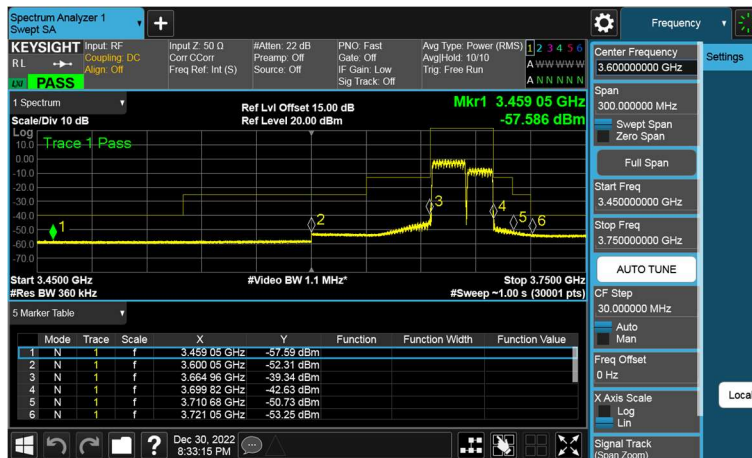 Spectrum Analyzer 1
Swept SA
Frequency
KEYSIGHT
RL
PASS
Input: RF
Coupling: DC
Align: Off
Input Z: 50 Ω
Corr CCorr
Freq Ref: Int (S)
#Atten: 22 dB
Preamp: Off
Source: Off
PNO: Fast
Gate: Off
IF Gain: Low
Sig Track: Off
Avg Type: Power (RMS)
Avg|Hold: 10/10
Trig: Free Run
1 2 3 4 5 6
A W W W W W
A N N N N N
1 Spectrum
Scale/Div 10 dB
Ref Lvl Offset 15.00 dB
Ref Level 20.00 dBm
Mkr1 3.459 05 GHz
-57.586 dBm
Log
Trace 1 Pass
10.0
0.00
-10.0
-20.0
-30.0
-40.0
-50.0
-60.0
-70.0
1
2
3
4
5
6
Start 3.4500 GHz
#Res BW 360 kHz
#Video BW 1.1 MHz*
Stop 3.7500 GHz
#Sweep ~1.00 s (30001 pts)
5 Marker Table
Mode Trace Scale X Y Function Function Width Function Value
1 N 1 f 3.459 05 GHz -57.59 dBm
2 N 1 f 3.600 05 GHz -52.31 dBm
3 N 1 f 3.664 96 GHz -39.34 dBm
4 N 1 f 3.699 82 GHz -42.63 dBm
5 N 1 f 3.710 68 GHz -50.73 dBm
6 N 1 f 3.721 05 GHz -53.25 dBm
?
Dec 30, 2022
8:33:15 PM
Center Frequency
3.600000000 GHz
Settings
Span
300.000000 MHz
Swept Span
Zero Span
Full Span
Start Freq
3.450000000 GHz
Stop Freq
3.750000000 GHz
AUTO TUNE
CF Step
30.000000 MHz
Auto
Man
Freq Offset
0 Hz
X Axis Scale
Log
Lin
Local
Signal Track
(Span Zoom)